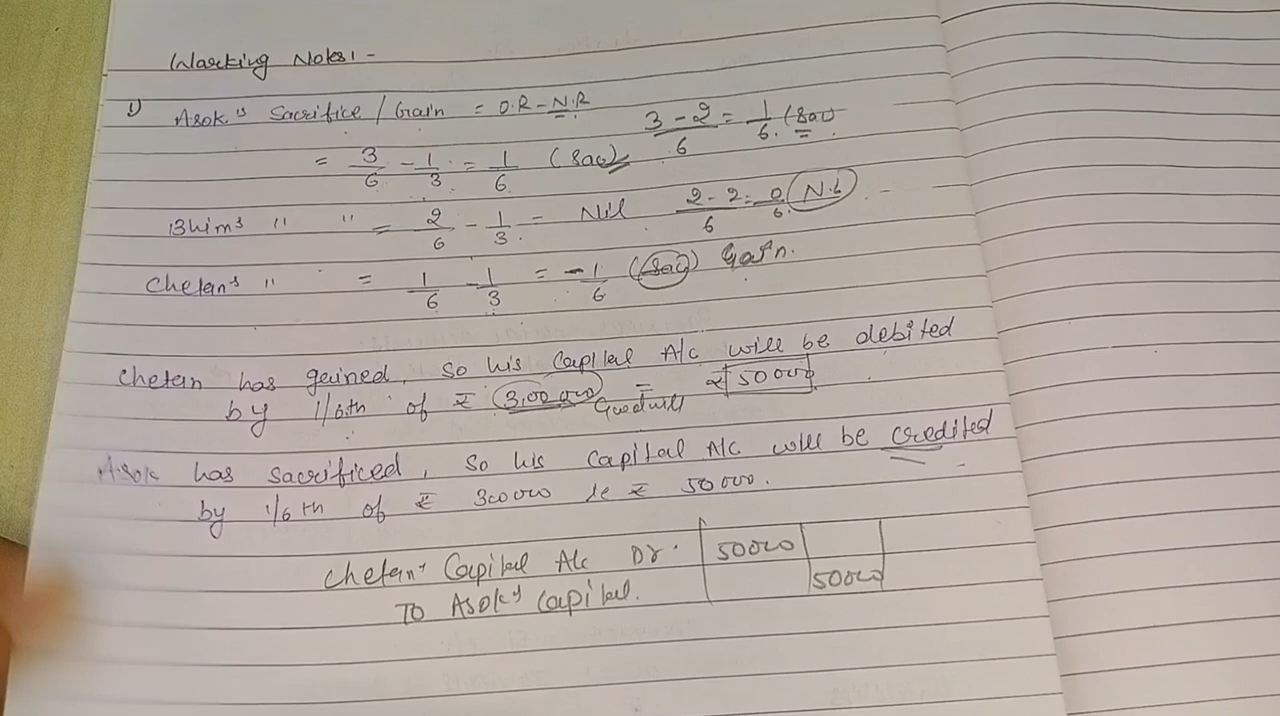 Working Notes:-
1) Asok's Sacrifice / Gain = O.R - N.R
= 3/6 - 1/3 = 1/6 (Sac) 3-2/6 = 1/6 (Sac)
Bhim's " " = 2/6 - 1/3 = Nil 2-2/6 = 0/6 (Nil)
Chetan's " = 1/6 - 1/3 = -1/6 (Sac) Gain.
Chetan has gained, so his Capital A/c will be debited
by 1/6th of ₹ 3,00,000 Goodwill = ₹ 50000
Asok has sacrificed, so his Capital A/c will be credited
by 1/6th of ₹ 300000 ie ₹ 50000.
Chetan's Capital A/c Dr. 50000
To Asok's Capital. 50000